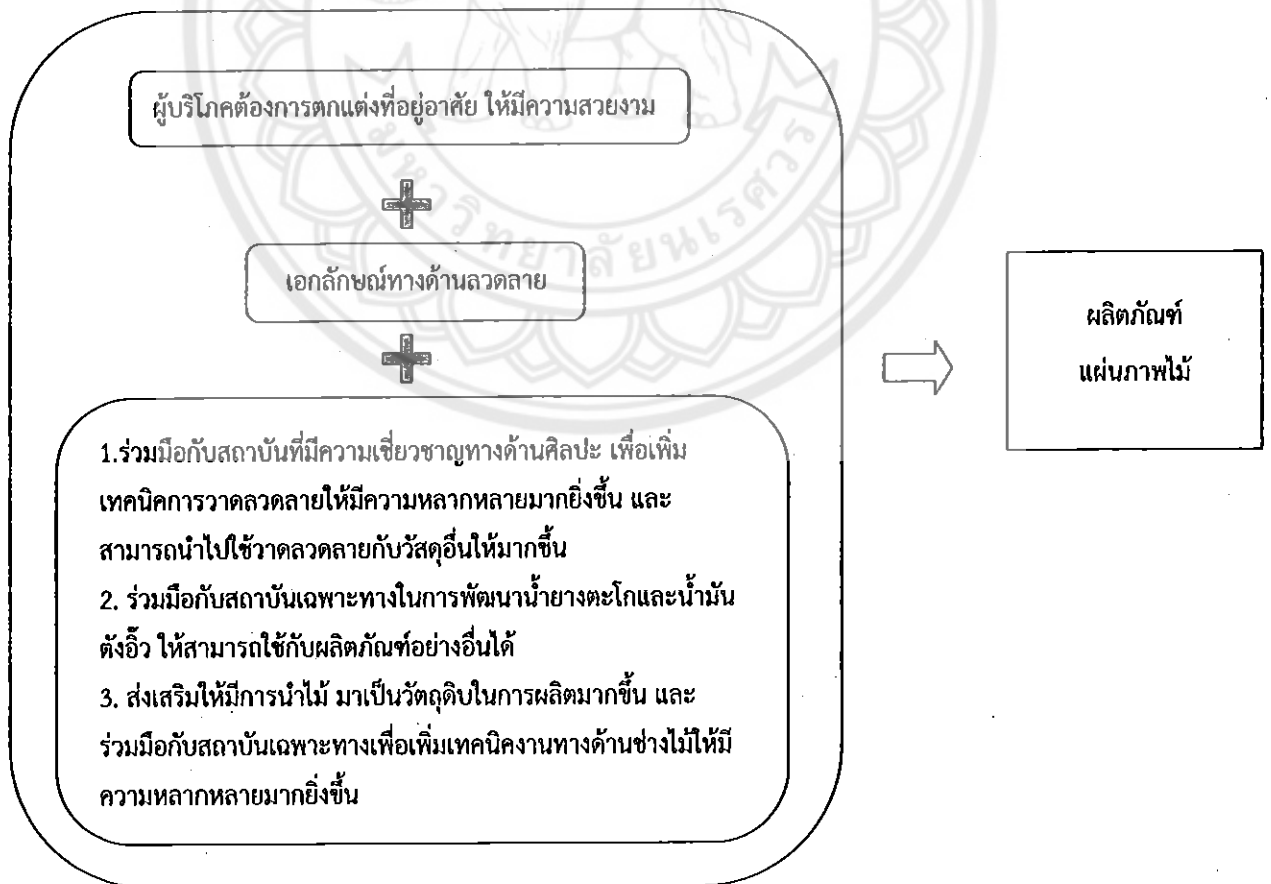 ผู้บริโภคต้องการตกแต่งที่อยู่อาศัย ให้มีความสวยงาม
มหาวิทยาลัยนเรศวร
เอกลักษณ์ทางด้านลวดลาย
1.ร่วมมือกับสถาบันที่มีความเชี่ยวชาญทางด้านศิลปะ เพื่อเพิ่ม
เทคนิคการวาดลวดลายให้มีความหลากหลายมากยิ่งขึ้น และ
สามารถนำไปใช้วาดลวดลายกับวัสดุอื่นให้มากขึ้น
2. ร่วมมือกับสถาบันเฉพาะทางในการพัฒนาน้ำยางตะโกและน้ำมัน
ตังอิ๊ว ให้สามารถใช้กับผลิตภัณฑ์อย่างอื่นได้
3. ส่งเสริมให้มีการนำไม้ มาเป็นวัตถุดิบในการผลิตมากขึ้น และ
ร่วมมือกับสถาบันเฉพาะทางเพื่อเพิ่มเทคนิคงานทางด้านช่างไม้ให้มี
ความหลากหลายมากยิ่งขึ้น
ผลิตภัณฑ์
แผ่นภาพไม้